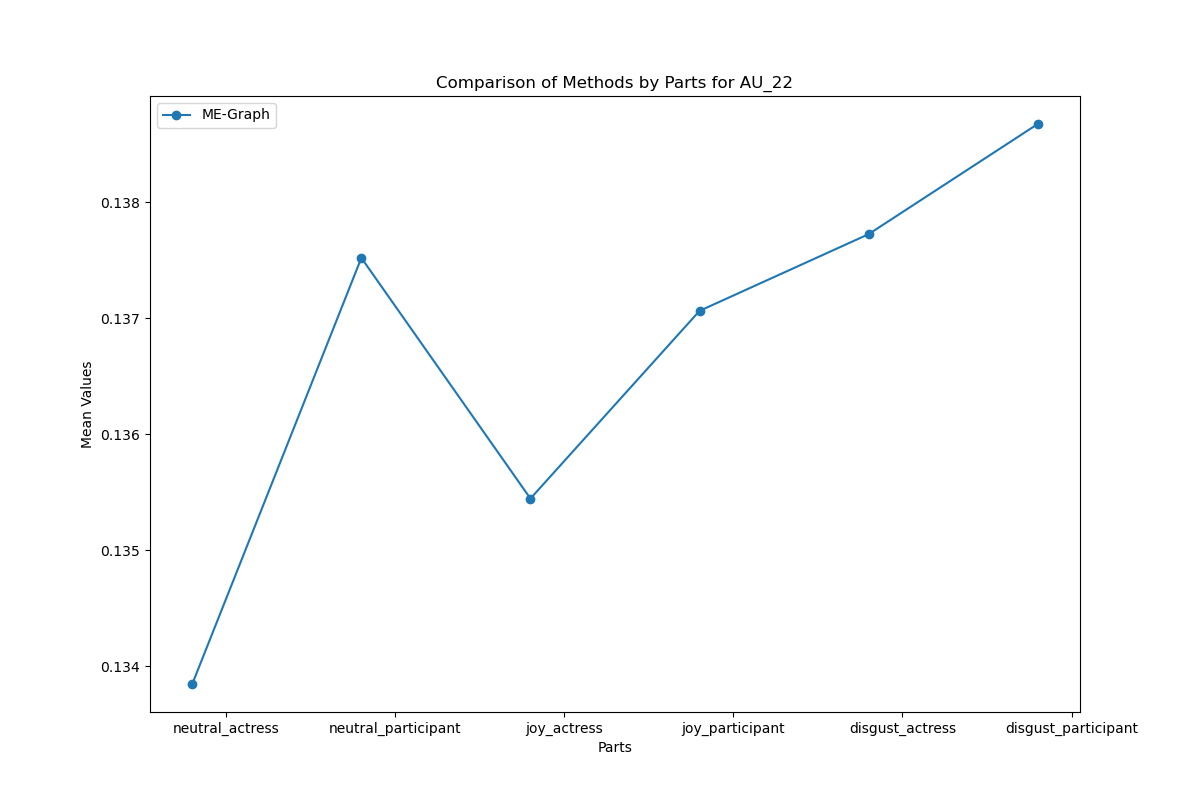 Comparison of Methods by Parts for AU_22
ME-Graph
0.138
0.137
0.136
0.135
0.134
Mean Values
neutral_actress neutral_participant joy_actress joy_participant disgust_actress disgust_participant
Parts